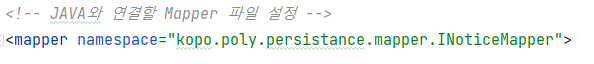 <!-- JAVA와 연결할 Mapper 파일 설정 -->
<mapper namespace="kopo.poly.persistance.mapper.INoticeMapper">